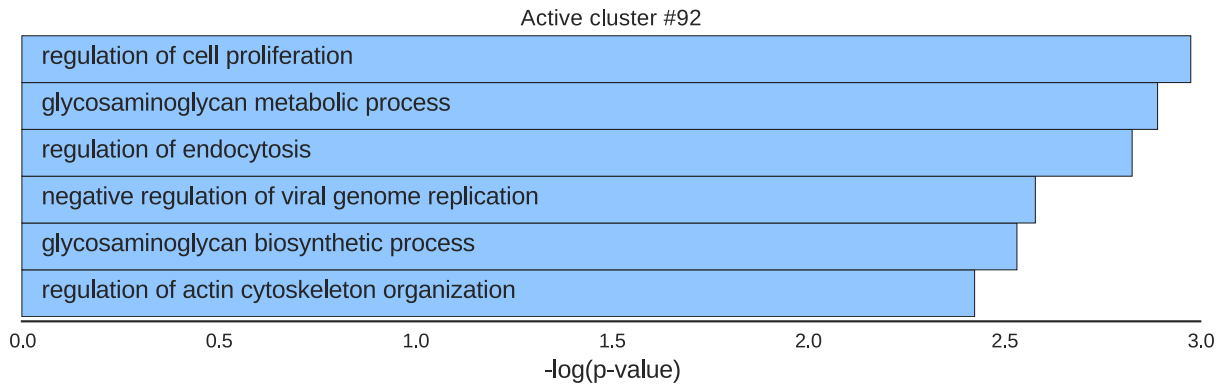 Active cluster #92
regulation of cell proliferation
glycosaminoglycan metabolic process
regulation of endocytosis
negative regulation of viral genome replication
glycosaminoglycan biosynthetic process
regulation of actin cytoskeleton organization
0.0 0.5 1.0 1.5 2.0 2.5 3.0
-log(p-value)